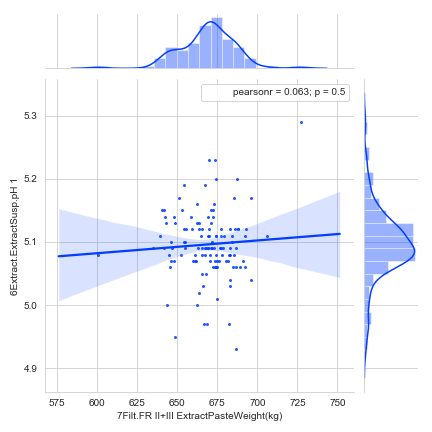 pearsonr = 0.063; p = 0.5
5.3
5.2
5.1
5.0
4.9
6Extract.ExtractSusp.pH 1
575 600 625 650 675 700 725 750
7Filt.FR II+III ExtractPasteWeight(kg)